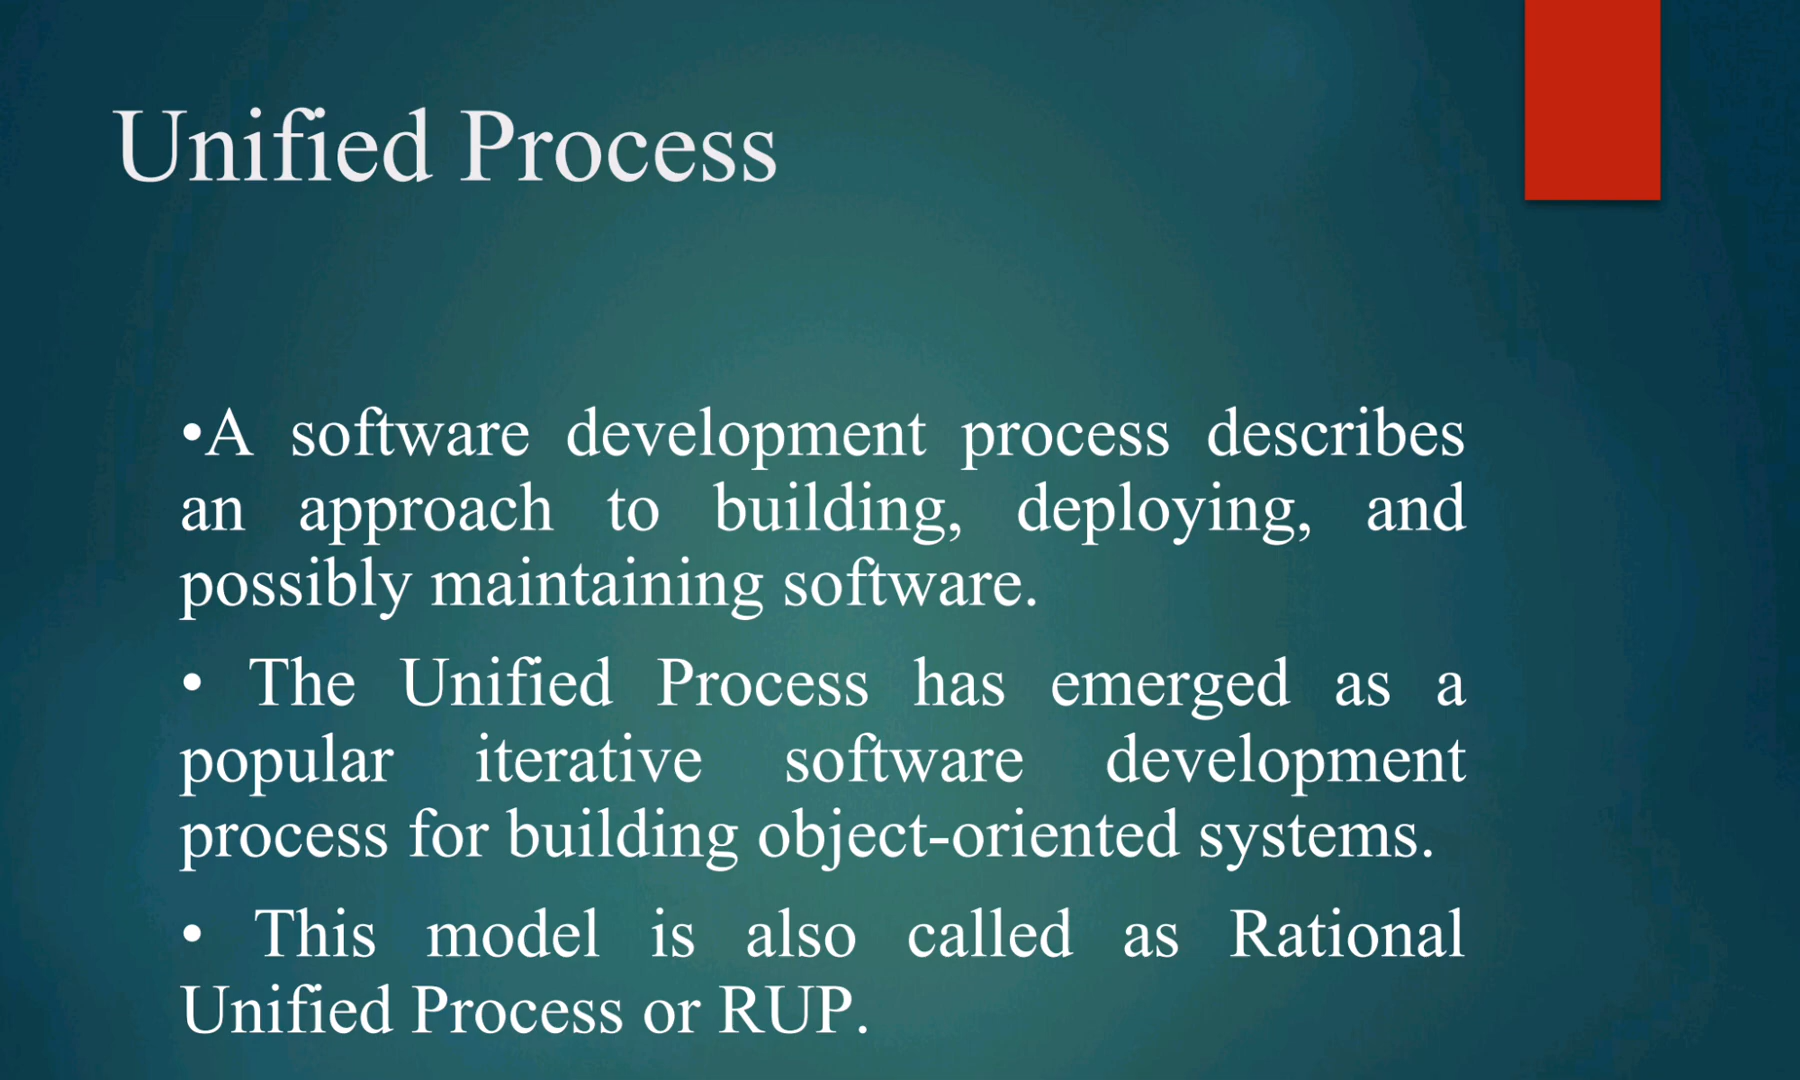 Unified Process
•A software development process describes
an approach to building, deploying, and
possibly maintaining software.
• The Unified Process has emerged as a
popular iterative software development
process for building object-oriented systems.
• This model is also called as Rational
Unified Process or RUP.